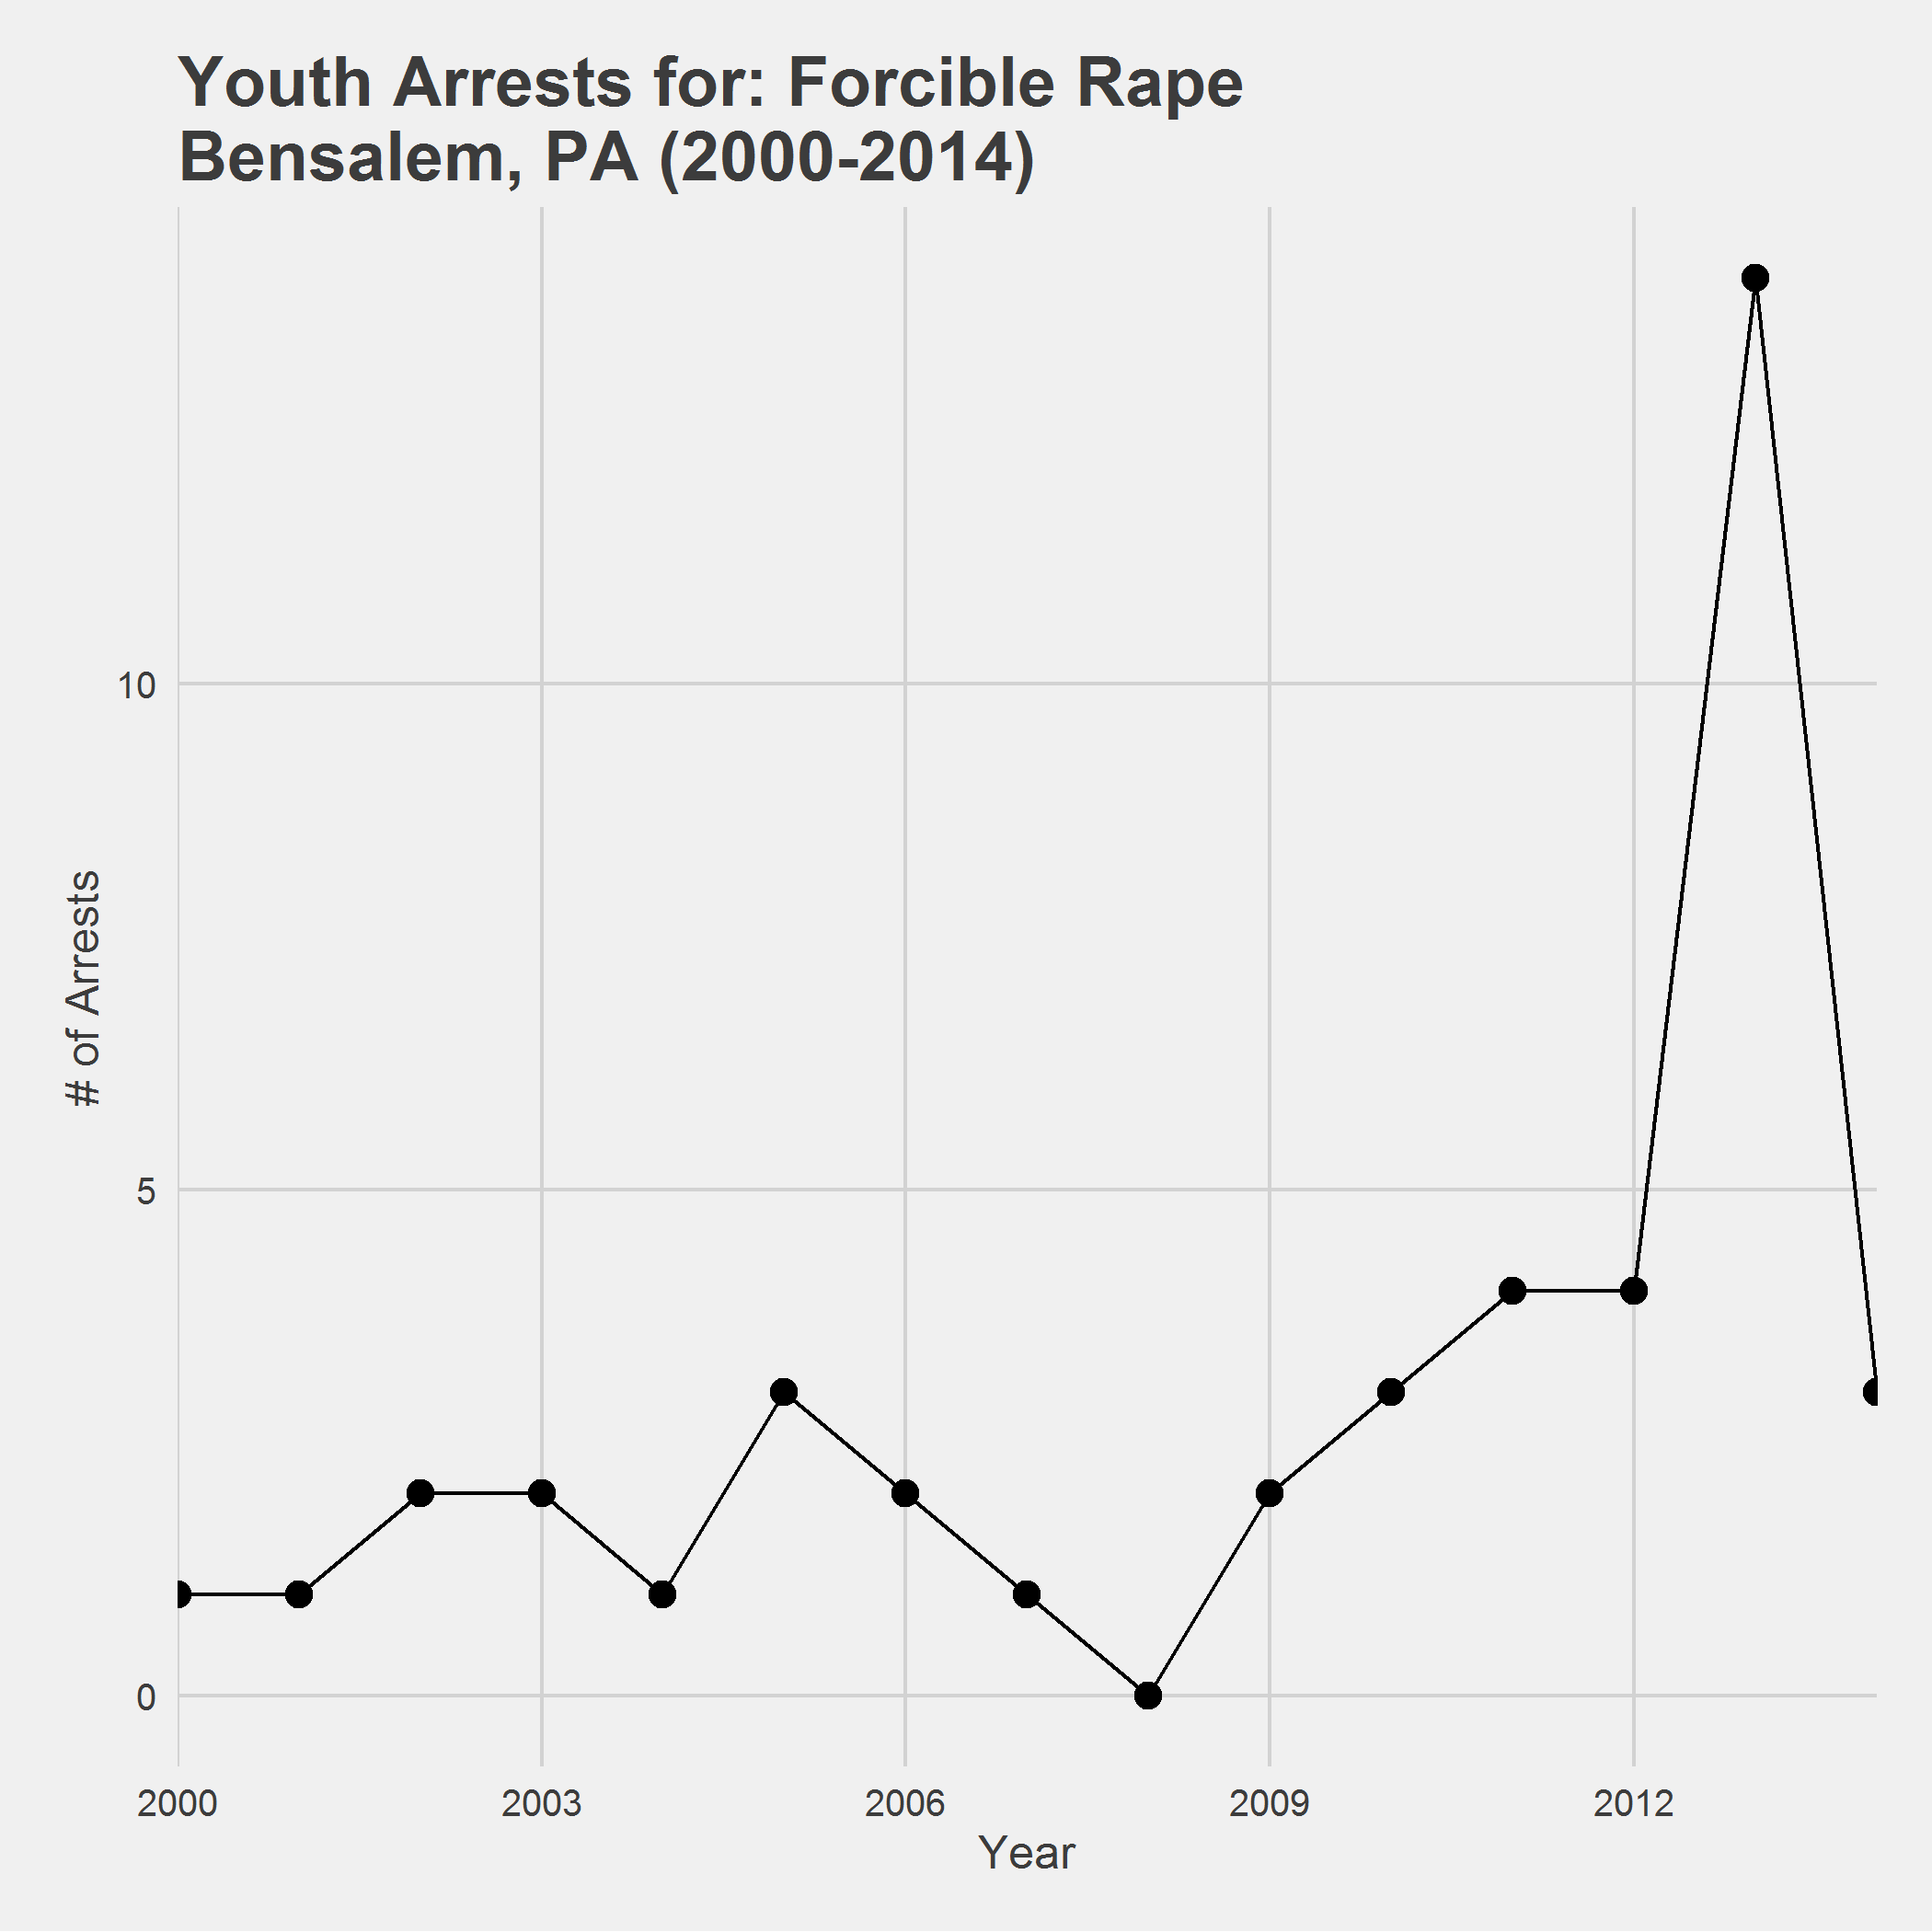 Youth Arrests for: Forcible Rape
Bensalem, PA (2000-2014)
# of Arrests
10
5
0
2000 2003 2006 2009 2012
Year